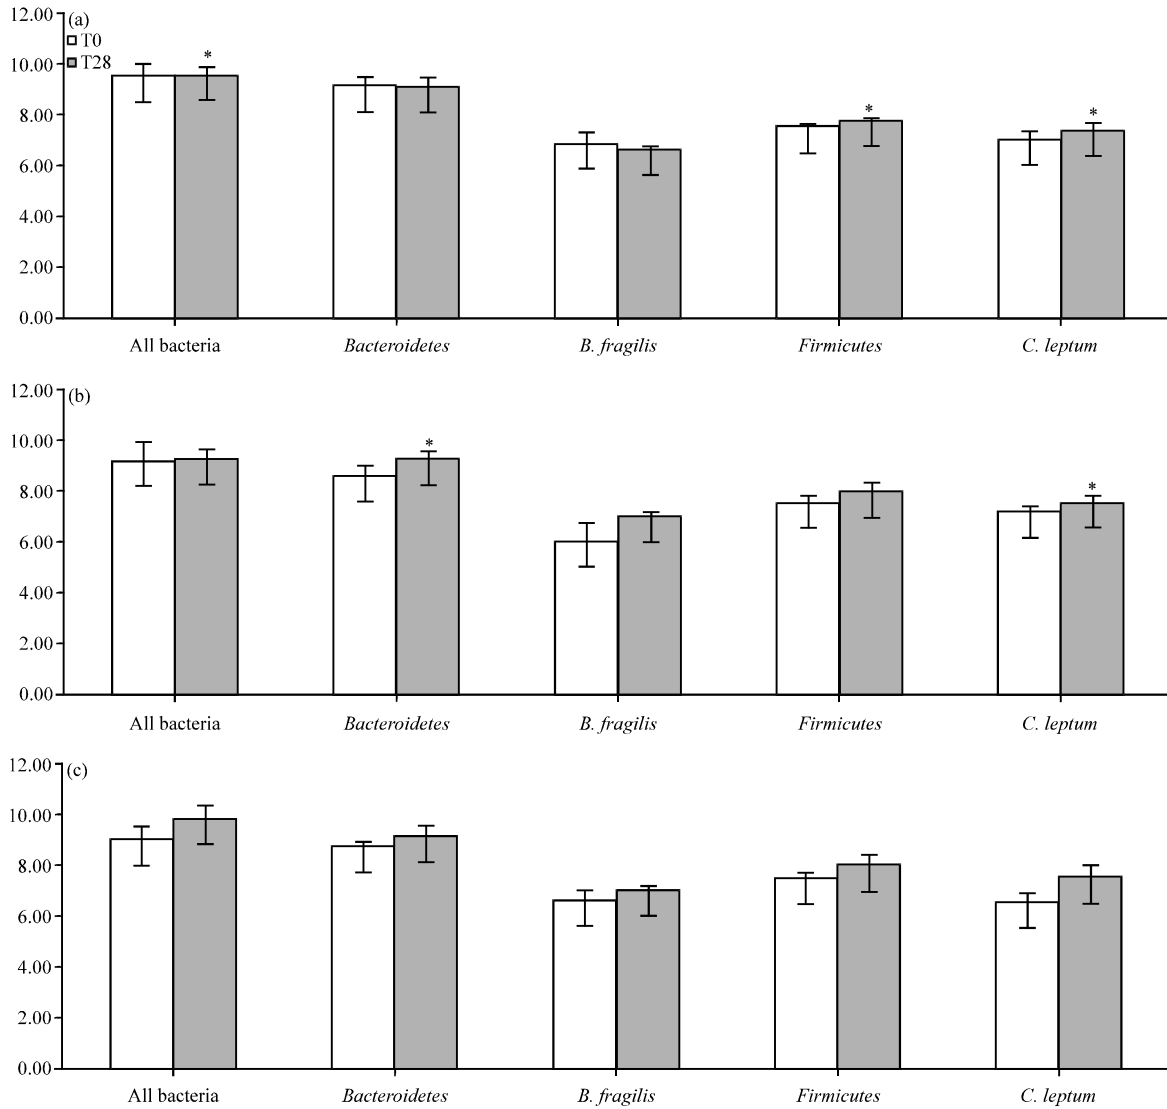 12.00
(a)
T0
T28
10.00
8.00
6.00
4.00
2.00
0.00
*
*
*
All bacteria
Bacteroidetes
B. fragilis
Firmicutes
C. leptum
12.00
(b)
10.00
8.00
6.00
4.00
2.00
0.00
*
*
All bacteria
Bacteroidetes
B. fragilis
Firmicutes
C. leptum
12.00
(c)
10.00
8.00
6.00
4.00
2.00
0.00
All bacteria
Bacteroidetes
B. fragilis
Firmicutes
C. leptum